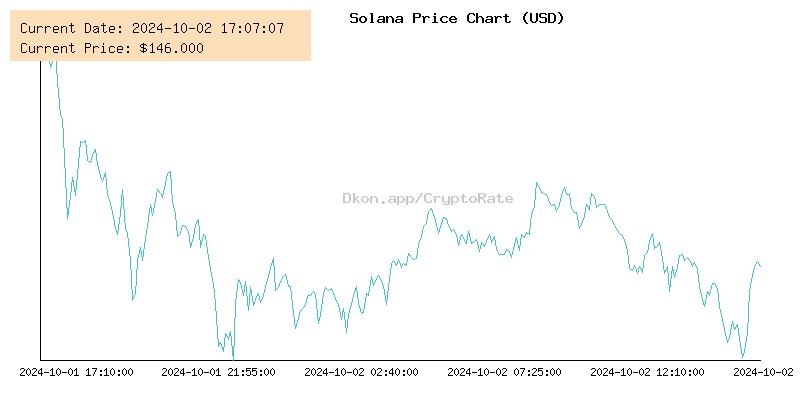 Solana Price Chart (USD)
Current Date: 2024-10-02 17:07:07
Current Price: $146.000
Dkon.app/CryptoRate
2024-10-01 17:10:00 2024-10-01 21:55:00 2024-10-02 02:40:00 2024-10-02 07:25:00 2024-10-02 12:10:00 2024-10-02